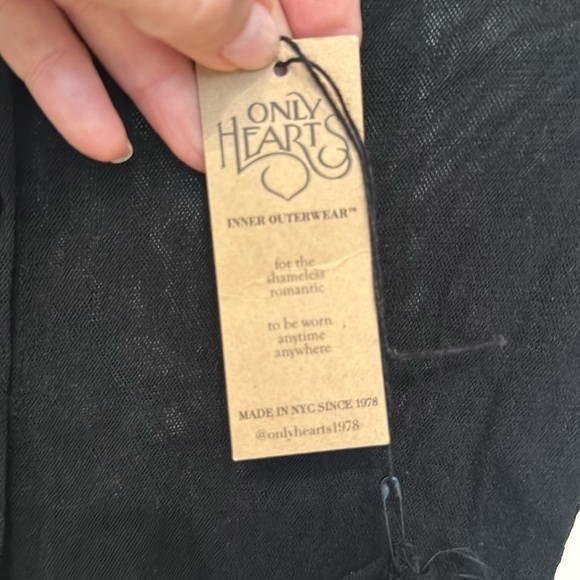 ONLY
HEARTS
INNER OUTERWEAR™
for the
shameless
romantic
to be worn
anytime
anywhere
MADE IN NYC SINCE 1978
@onlyhearts1978